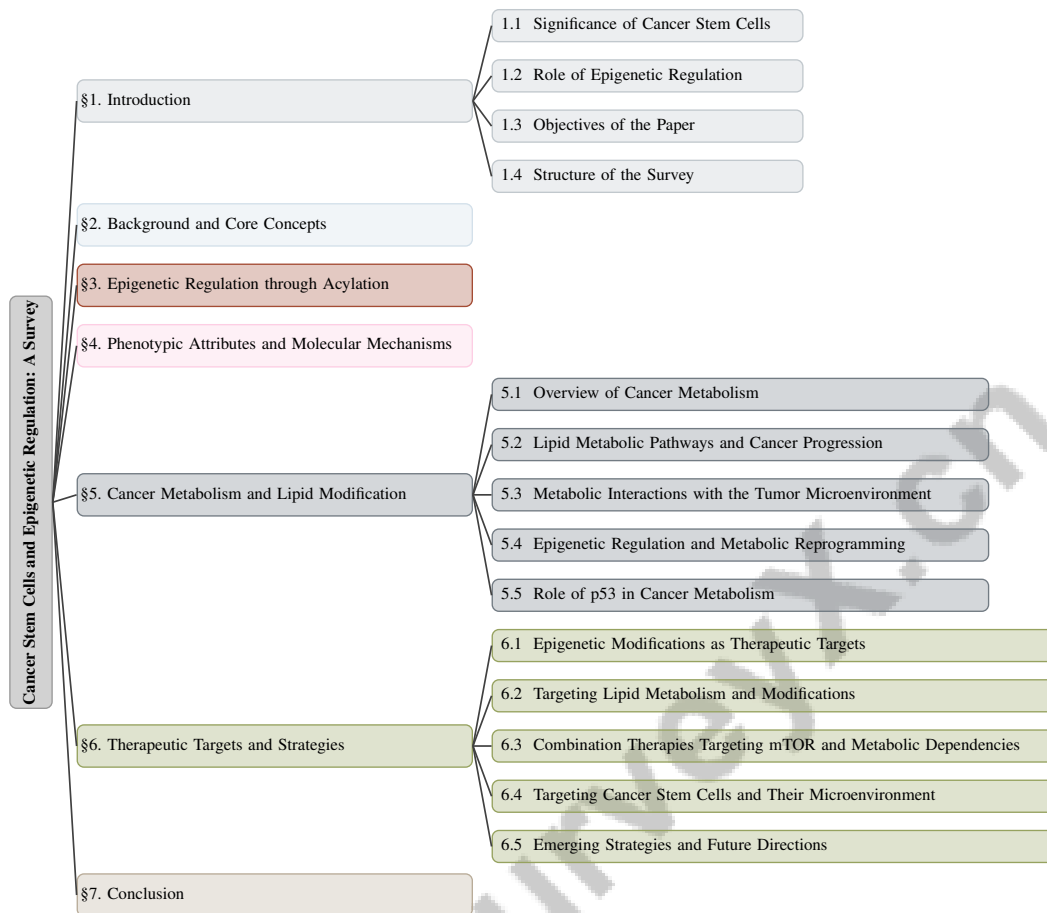 Cancer Stem Cells and Epigenetic Regulation: A Survey
§1. Introduction
1.1 Significance of Cancer Stem Cells
1.2 Role of Epigenetic Regulation
1.3 Objectives of the Paper
1.4 Structure of the Survey
§2. Background and Core Concepts
§3. Epigenetic Regulation through Acylation
§4. Phenotypic Attributes and Molecular Mechanisms
§5. Cancer Metabolism and Lipid Modification
5.1 Overview of Cancer Metabolism
5.2 Lipid Metabolic Pathways and Cancer Progression
5.3 Metabolic Interactions with the Tumor Microenvironment
5.4 Epigenetic Regulation and Metabolic Reprogramming
5.5 Role of p53 in Cancer Metabolism
§6. Therapeutic Targets and Strategies
6.1 Epigenetic Modifications as Therapeutic Targets
6.2 Targeting Lipid Metabolism and Modifications
6.3 Combination Therapies Targeting mTOR and Metabolic Dependencies
6.4 Targeting Cancer Stem Cells and Their Microenvironment
6.5 Emerging Strategies and Future Directions
§7. Conclusion
urveyx.cn